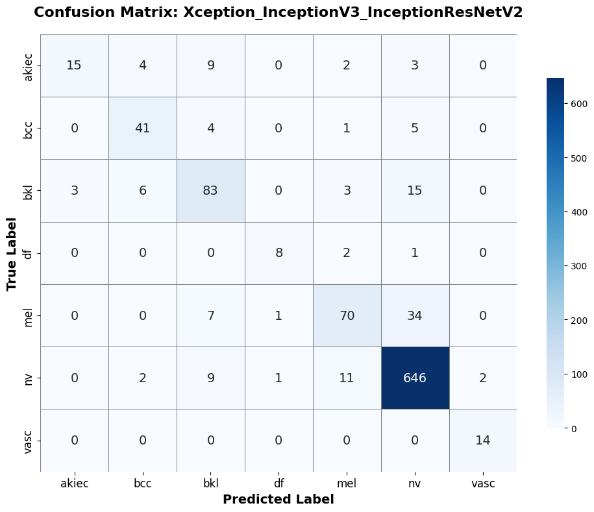 Confusion Matrix: Xception_InceptionV3_InceptionResNetV2
akiec 15 4 9 0 2 3 0
bcc 0 41 4 0 1 5 0
bkl 3 6 83 0 3 15 0
df 0 0 0 8 2 1 0
mel 0 0 7 1 70 34 0
nv 0 2 9 1 11 646 2
vasc 0 0 0 0 0 0 14
akiec bcc bkl df mel nv vasc
Predicted Label
True Label
600
500
400
300
200
100
0